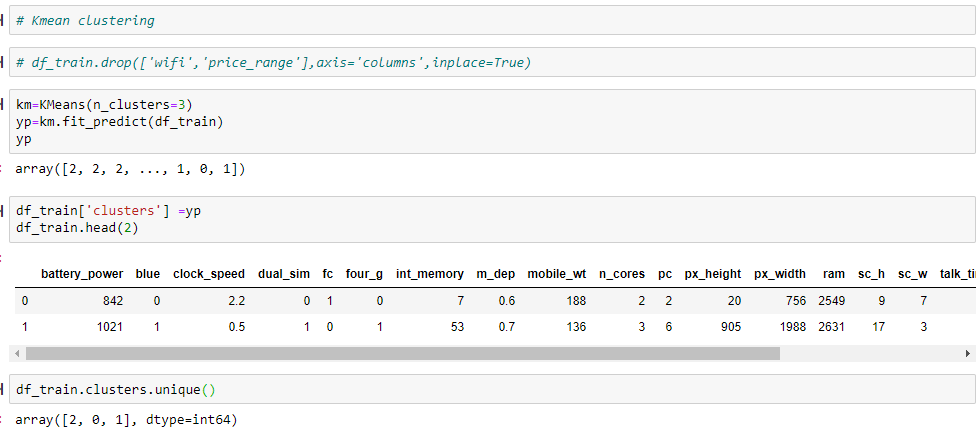 # Kmean clustering
# df_train.drop(['wifi','price_range'],axis='columns',inplace=True)
km=KMeans(n_clusters=3)
yp=km.fit_predict(df_train)
yp
array([2, 2, 2, ..., 1, 0, 1])
df_train['clusters'] =yp
df_train.head(2)
battery_power blue clock_speed dual_sim fc four_g int_memory m_dep mobile_wt n_cores pc px_height px_width ram sc_h sc_w talk_ti
0 842 0 2.2 0 1 0 7 0.6 188 2 2 20 756 2549 9 7
1 1021 1 0.5 1 0 1 53 0.7 136 3 6 905 1988 2631 17 3
df_train.clusters.unique()
array([2, 0, 1], dtype=int64)